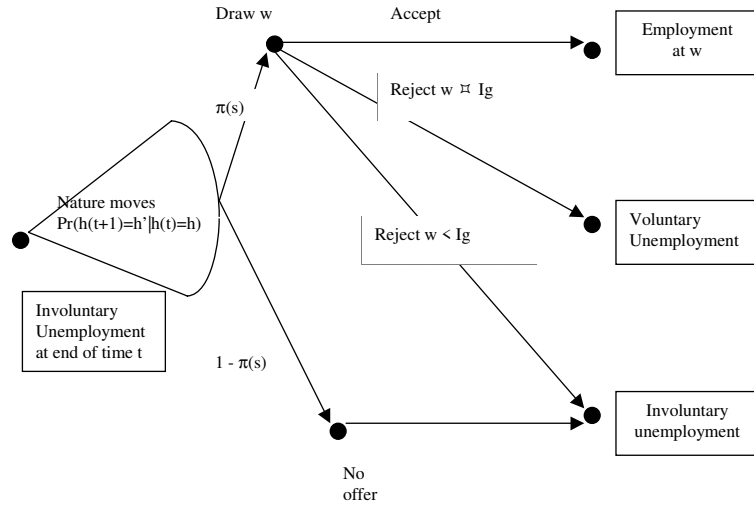 Draw w
Accept
Employment
at w
Reject w ¤ Ig
π(s)
Nature moves
Pr(h(t+1)=h'|h(t)=h)
Voluntary
Unemployment
Reject w < Ig
Involuntary
Unemployment
at end of time t
1 - π(s)
Involuntary
unemployment
No
offer